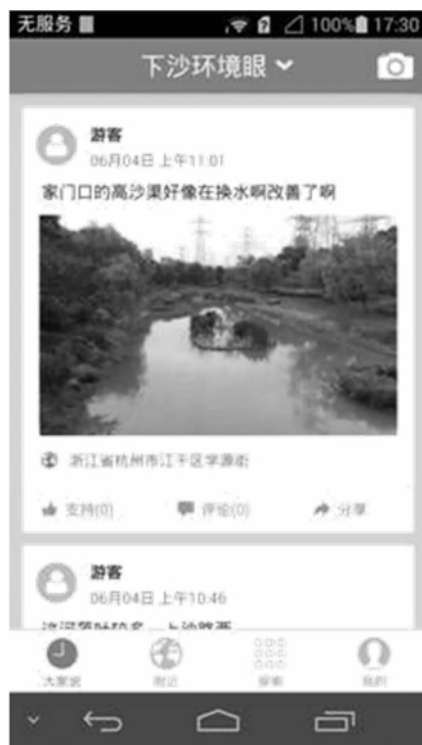 无服务 100% 17:30
下沙环境眼
游客
06月04日 上午11:01
家门口的高沙渠好像在换水啊改善了啊
浙江省杭州市江干区学源街
支持(0) 评论(0) 分享
游客
06月04日 上午10:46
大家说 附近 探索 我的